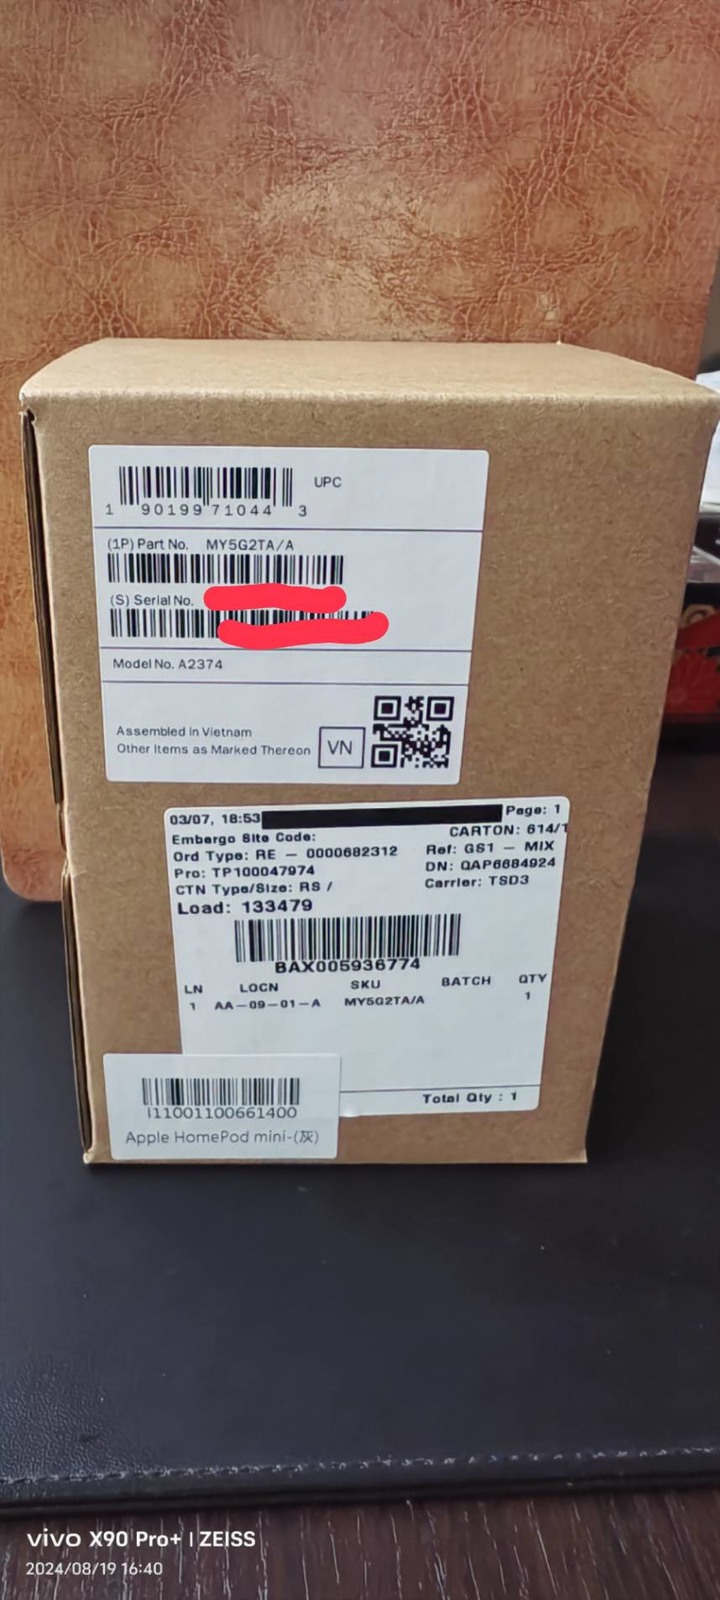 1 90199 71044 3 UPC
(1P) Part No. MY5G2TA/A
(S) Serial No.
Model No. A2374
Assembled in Vietnam
Other Items as Marked Thereon VN
03/07, 18:53 Page: 1
Embargo Site Code: CARTON: 614/1
Ord Type: RE - 0000682312 Ref: GS1 - MIX
Pro: TP100047974 DN: QAP6684924
CTN Type/Size: RS / Carrier: TSD3
Load: 133479
BAX005936774
LN LOCN SKU BATCH QTY
1 AA-09-01-A MY5G2TA/A 1
Total Qty : 1
I11001100661400
Apple HomePod mini-(灰)
vivo X90 Pro+ | ZEISS
2024/08/19 16:40